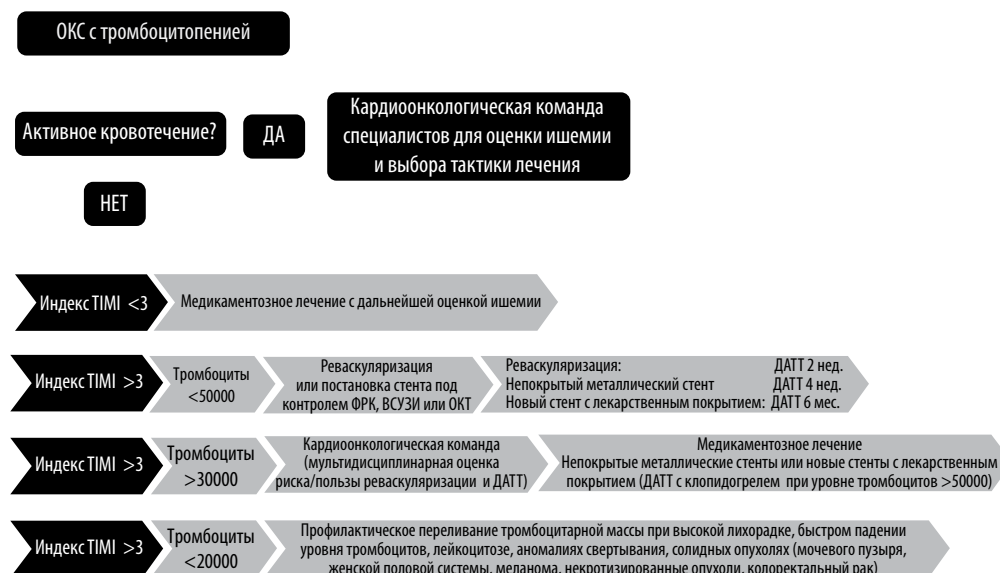 ОКС с тромбоцитопенией
Активное кровотечение?
ДА
Кардиоонкологическая команда
специалистов для оценки ишемии
и выбора тактики лечения
НЕТ
Индекс TIMI <3
Медикаментозное лечение с дальнейшей оценкой ишемии
Индекс TIMI >3
Тромбоциты
<50000
Реваскуляризация
или постановка стента под
контролем ФРК, ВСУЗИ или ОКТ
Реваскуляризация: ДАТТ 2 нед.
Непокрытый металлический стент ДАТТ 4 нед.
Новый стент с лекарственным покрытием: ДАТТ 6 мес.
Индекс TIMI >3
Тромбоциты
>30000
Кардиоонкологическая команда
(мультидисциплинарная оценка
риска/пользы реваскуляризации и ДАТТ)
Медикаментозное лечение
Непокрытые металлические стенты или новые стенты с лекарственным
покрытием (ДАТТ с клопидогрелем при уровне тромбоцитов >50000)
Индекс TIMI >3
Тромбоциты
<20000
Профилактическое переливание тромбоцитарной массы при высокой лихорадке, быстром падении
уровня тромбоцитов, лейкоцитозе, аномалиях свертывания, солидных опухолях (мочевого пузыря,
женской половой системы, меланома, некротизированные опухоли, колоректальный рак)